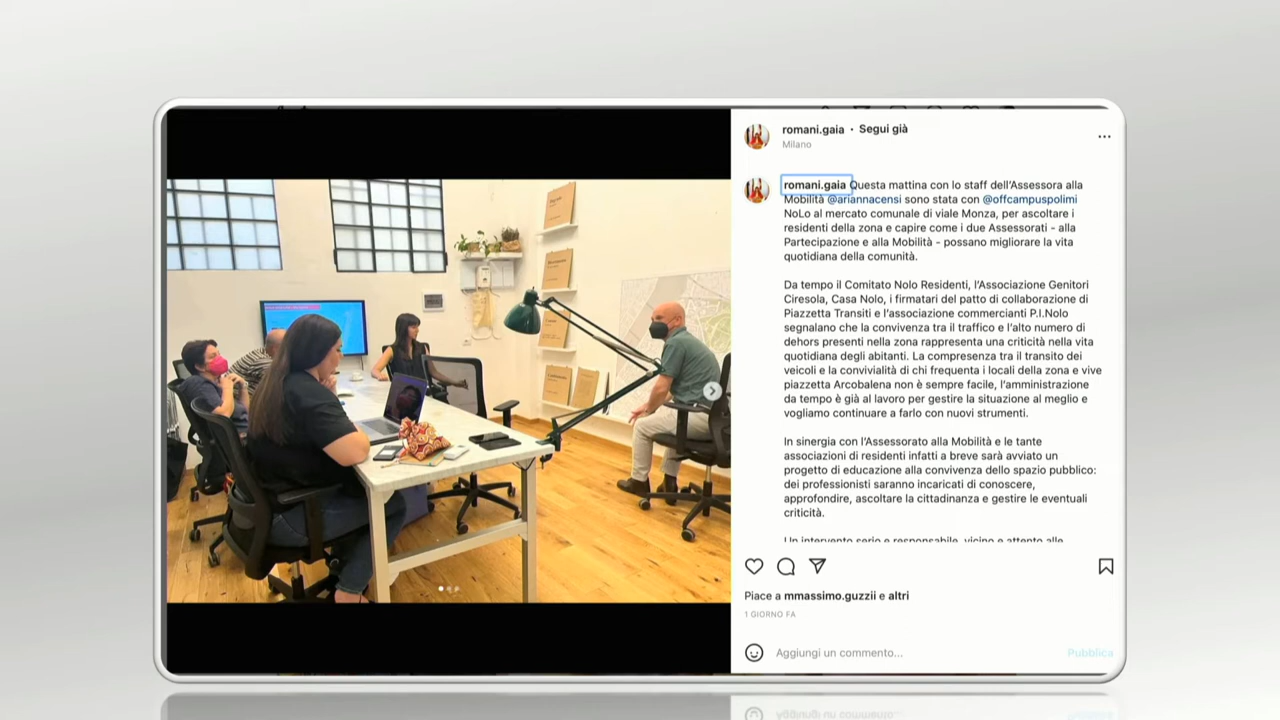 romani.gaia • Segui già
Milano
romani.gaia Questa mattina con lo staff dell'Assessora alla
Mobilità @ariannacensi sono stata con @offcampuspolimi
NoLo al mercato comunale di viale Monza, per ascoltare i
residenti della zona e capire come i due Assessorati - alla
Partecipazione e alla Mobilità - possano migliorare la vita
quotidiana della comunità.
Da tempo il Comitato Nolo Residenti, l'Associazione Genitori
Ciresola, Casa Nolo, i firmatari del patto di collaborazione di
Piazzetta Transiti e l'associazione commercianti P.I.Nolo
segnalano che la convivenza tra il traffico e l'alto numero di
dehors presenti nella zona rappresenta una criticità nella vita
quotidiana degli abitanti. La compresenza tra il transito dei
veicoli e la convivialità di chi frequenta i locali della zona e vive
piazzetta Arcobalena non è sempre facile, l'amministrazione
da tempo è già al lavoro per gestire la situazione al meglio e
vogliamo continuare a farlo con nuovi strumenti.
In sinergia con l'Assessorato alla Mobilità e le tante
associazioni di residenti infatti a breve sarà avviato un
progetto di educazione alla convivenza dello spazio pubblico:
dei professionisti saranno incaricati di conoscere,
approfondire, ascoltare la cittadinanza e gestire le eventuali
criticità.
Un intervento serio e responsabile, vicino e attento alle
Piace a mmassimo.guzzii e altri
1 GIORNO FA
Aggiungi un commento...
Pubblica